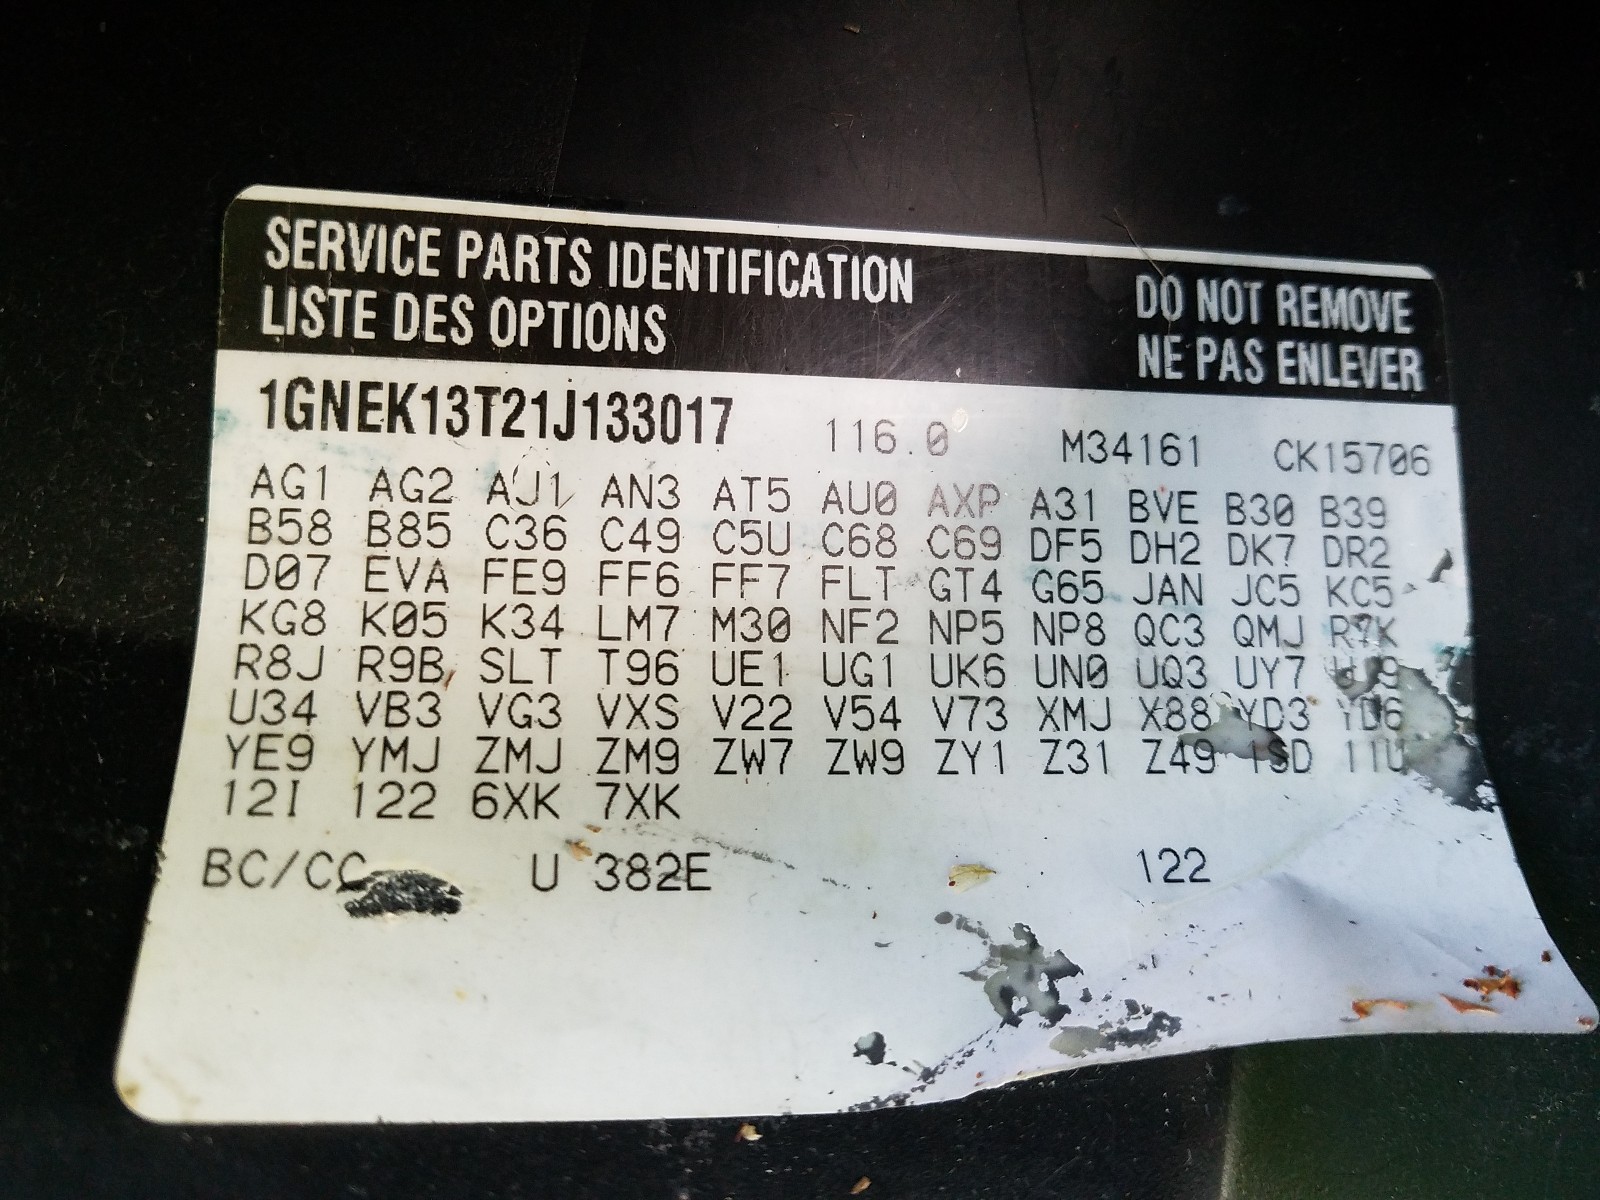 SERVICE PARTS IDENTIFICATION DO NOT REMOVE
LISTE DES OPTIONS NE PAS ENLEVER
1GNEK13T21J133017 116.0 M34161 CK15706
AG1 AG2 AJ1 AN3 AT5 AU0 AXP A31 BVE B30 B39
B58 B85 C36 C49 C5U C68 C69 DF5 DH2 DK7 DR2
D07 EVA FE9 FF6 FF7 FLT GT4 G65 JAN JC5 KC5
KG8 K05 K34 LM7 M30 NF2 NP5 NP8 QC3 QMJ R7K
R8J R9B SLT T96 UE1 UG1 UK6 UN0 UQ3 UY7
U34 VB3 VG3 VXS V22 V54 V73 XMJ X88 YD3 YD6
YE9 YMJ ZMJ ZM9 ZW7 ZW9 ZY1 Z31 Z49 1SD
12I 122 6XK 7XK
BC/CC U 382E 122